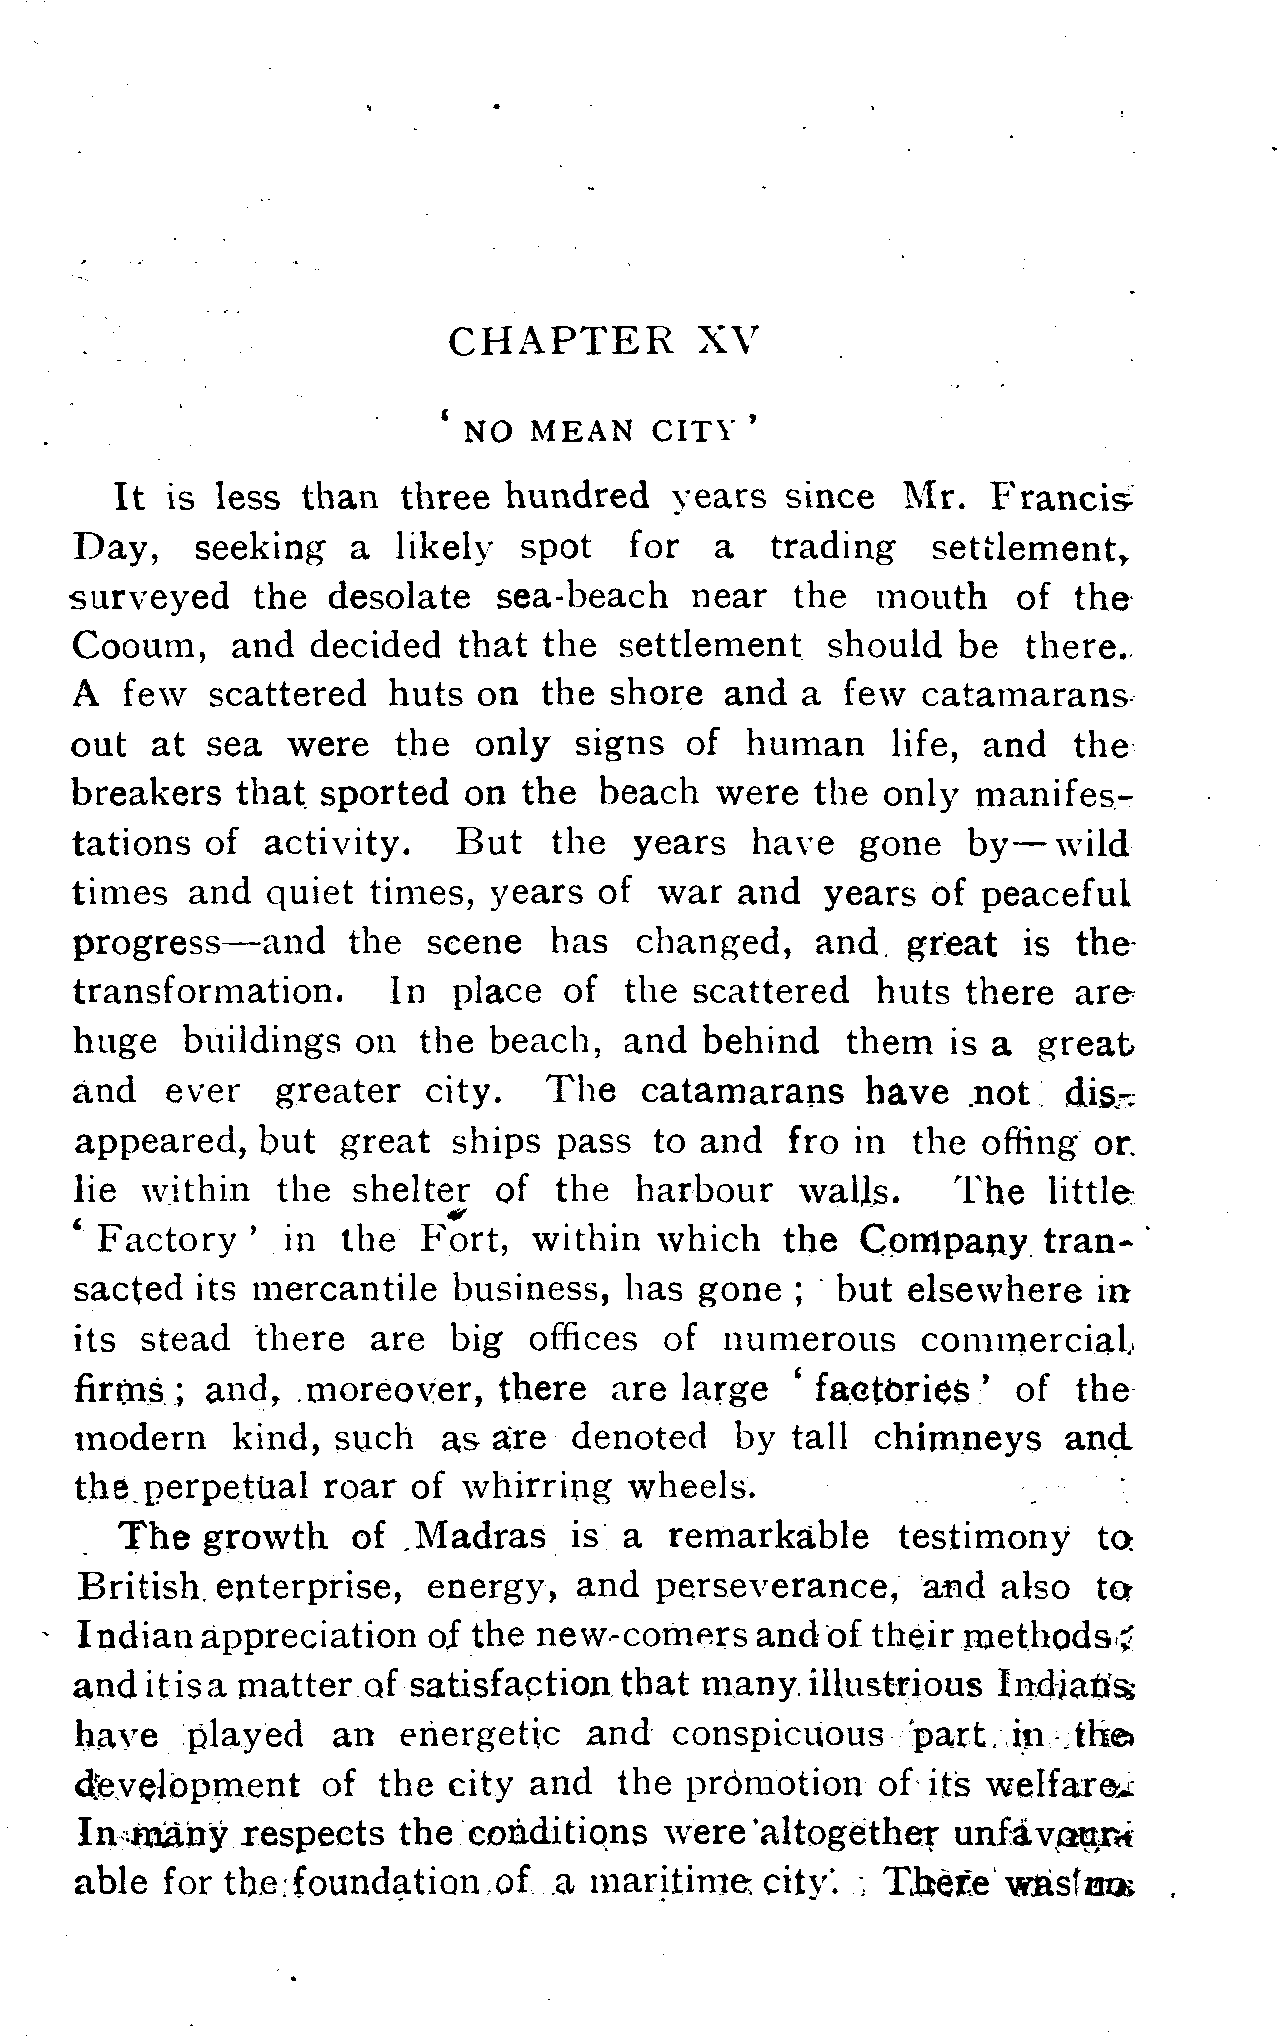 CHAPTER XV
‘ NO MEAN CITY ’
It is less than three hundred years since Mr. Francis
Day, seeking a likely spot for a trading settlement,
surveyed the desolate sea-beach near the mouth of the
Cooum, and decided that the settlement should be there.
A few scattered huts on the shore and a few catamarans
out at sea were the only signs of human life, and the
breakers that sported on the beach were the only manifes-
tations of activity. But the years have gone by—wild
times and quiet times, years of war and years of peaceful
progress—and the scene has changed, and great is the
transformation. In place of the scattered huts there are
huge buildings on the beach, and behind them is a great
and ever greater city. The catamarans have not dis-
appeared, but great ships pass to and fro in the offing or
lie within the shelter of the harbour walls. The little
‘ Factory ’ in the Fort, within which the Company tran-
sacted its mercantile business, has gone ; but elsewhere in
its stead there are big offices of numerous commercial
firms ; and, moreover, there are large ‘ factories ’ of the
modern kind, such as are denoted by tall chimneys and
the perpetual roar of whirring wheels.
The growth of Madras is a remarkable testimony to
British enterprise, energy, and perseverance, and also to
Indian appreciation of the new-comers and of their methods ;
and it is a matter of satisfaction that many illustrious Indians
have played an energetic and conspicuous part in the
development of the city and the promotion of its welfare.
In many respects the conditions were altogether unfavour-
able for the foundation of a maritime city. There was no